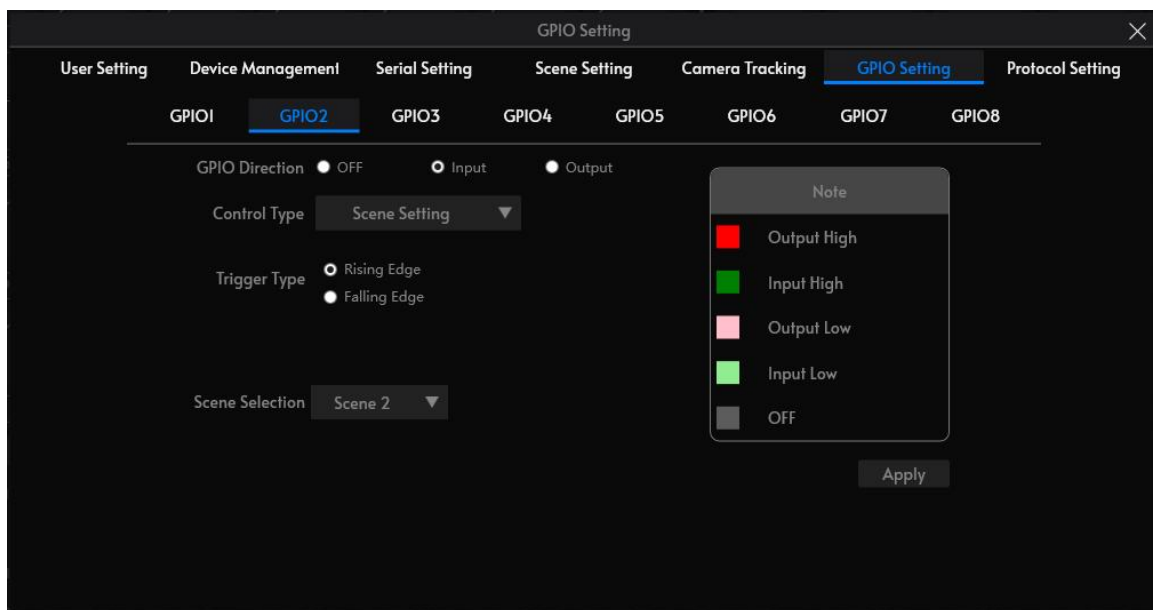 GPIO Setting
User Setting Device Management Serial Setting Scene Setting Camera Tracking GPIO Setting Protocol Setting
GPIO1 GPIO2 GPIO3 GPIO4 GPIO5 GPIO6 GPIO7 GPIO8
GPIO Direction OFF Input Output
Note
Control Type Scene Setting
Output High
Trigger Type Rising Edge
Falling Edge
Input High
Output Low
Input Low
Scene Selection Scene 2
OFF
Apply